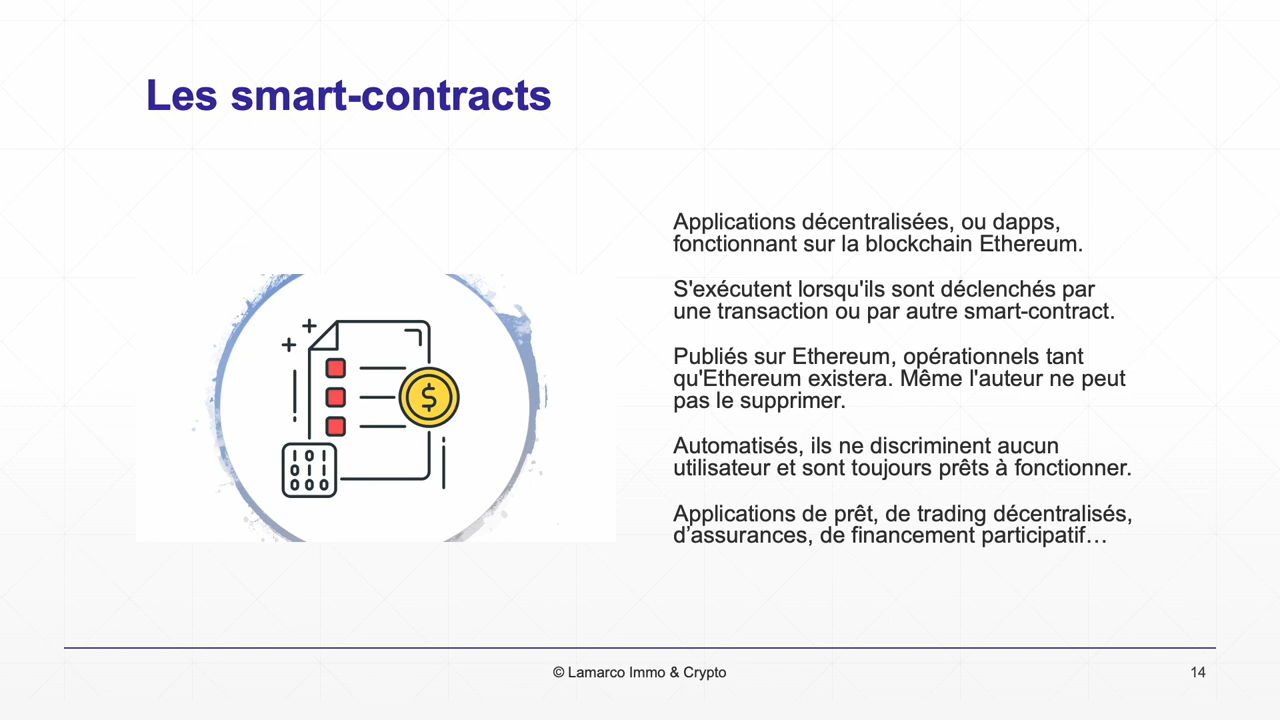 Les smart-contracts
Applications décentralisées, ou dapps,
fonctionnant sur la blockchain Ethereum.
S'exécutent lorsqu'ils sont déclenchés par
une transaction ou par autre smart-contract.
Publiés sur Ethereum, opérationnels tant
qu'Ethereum existera. Même l'auteur ne peut
pas le supprimer.
Automatisés, ils ne discriminent aucun
utilisateur et sont toujours prêts à fonctionner.
Applications de prêt, de trading décentralisés,
d’assurances, de financement participatif…
$
101
011
000
© Lamarco Immo & Crypto
14